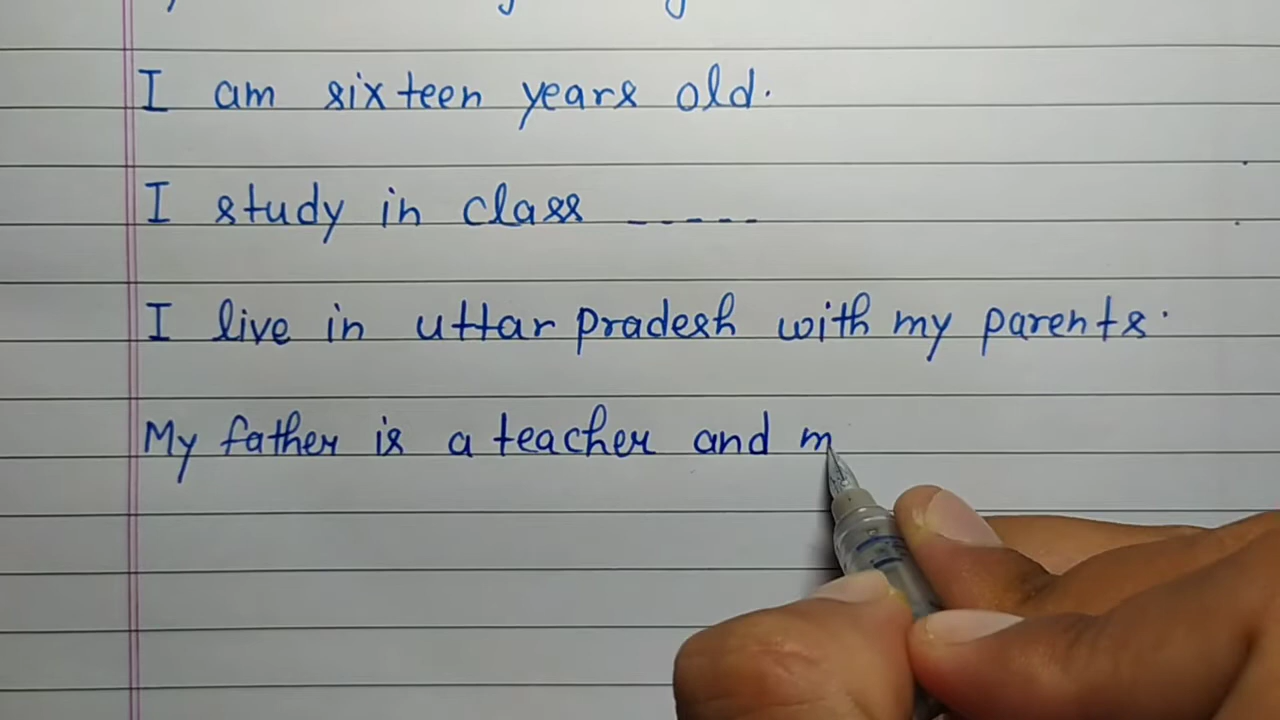 I am sixteen years old.
I study in class -----
I live in uttar pradesh with my parents.
My father is a teacher and m